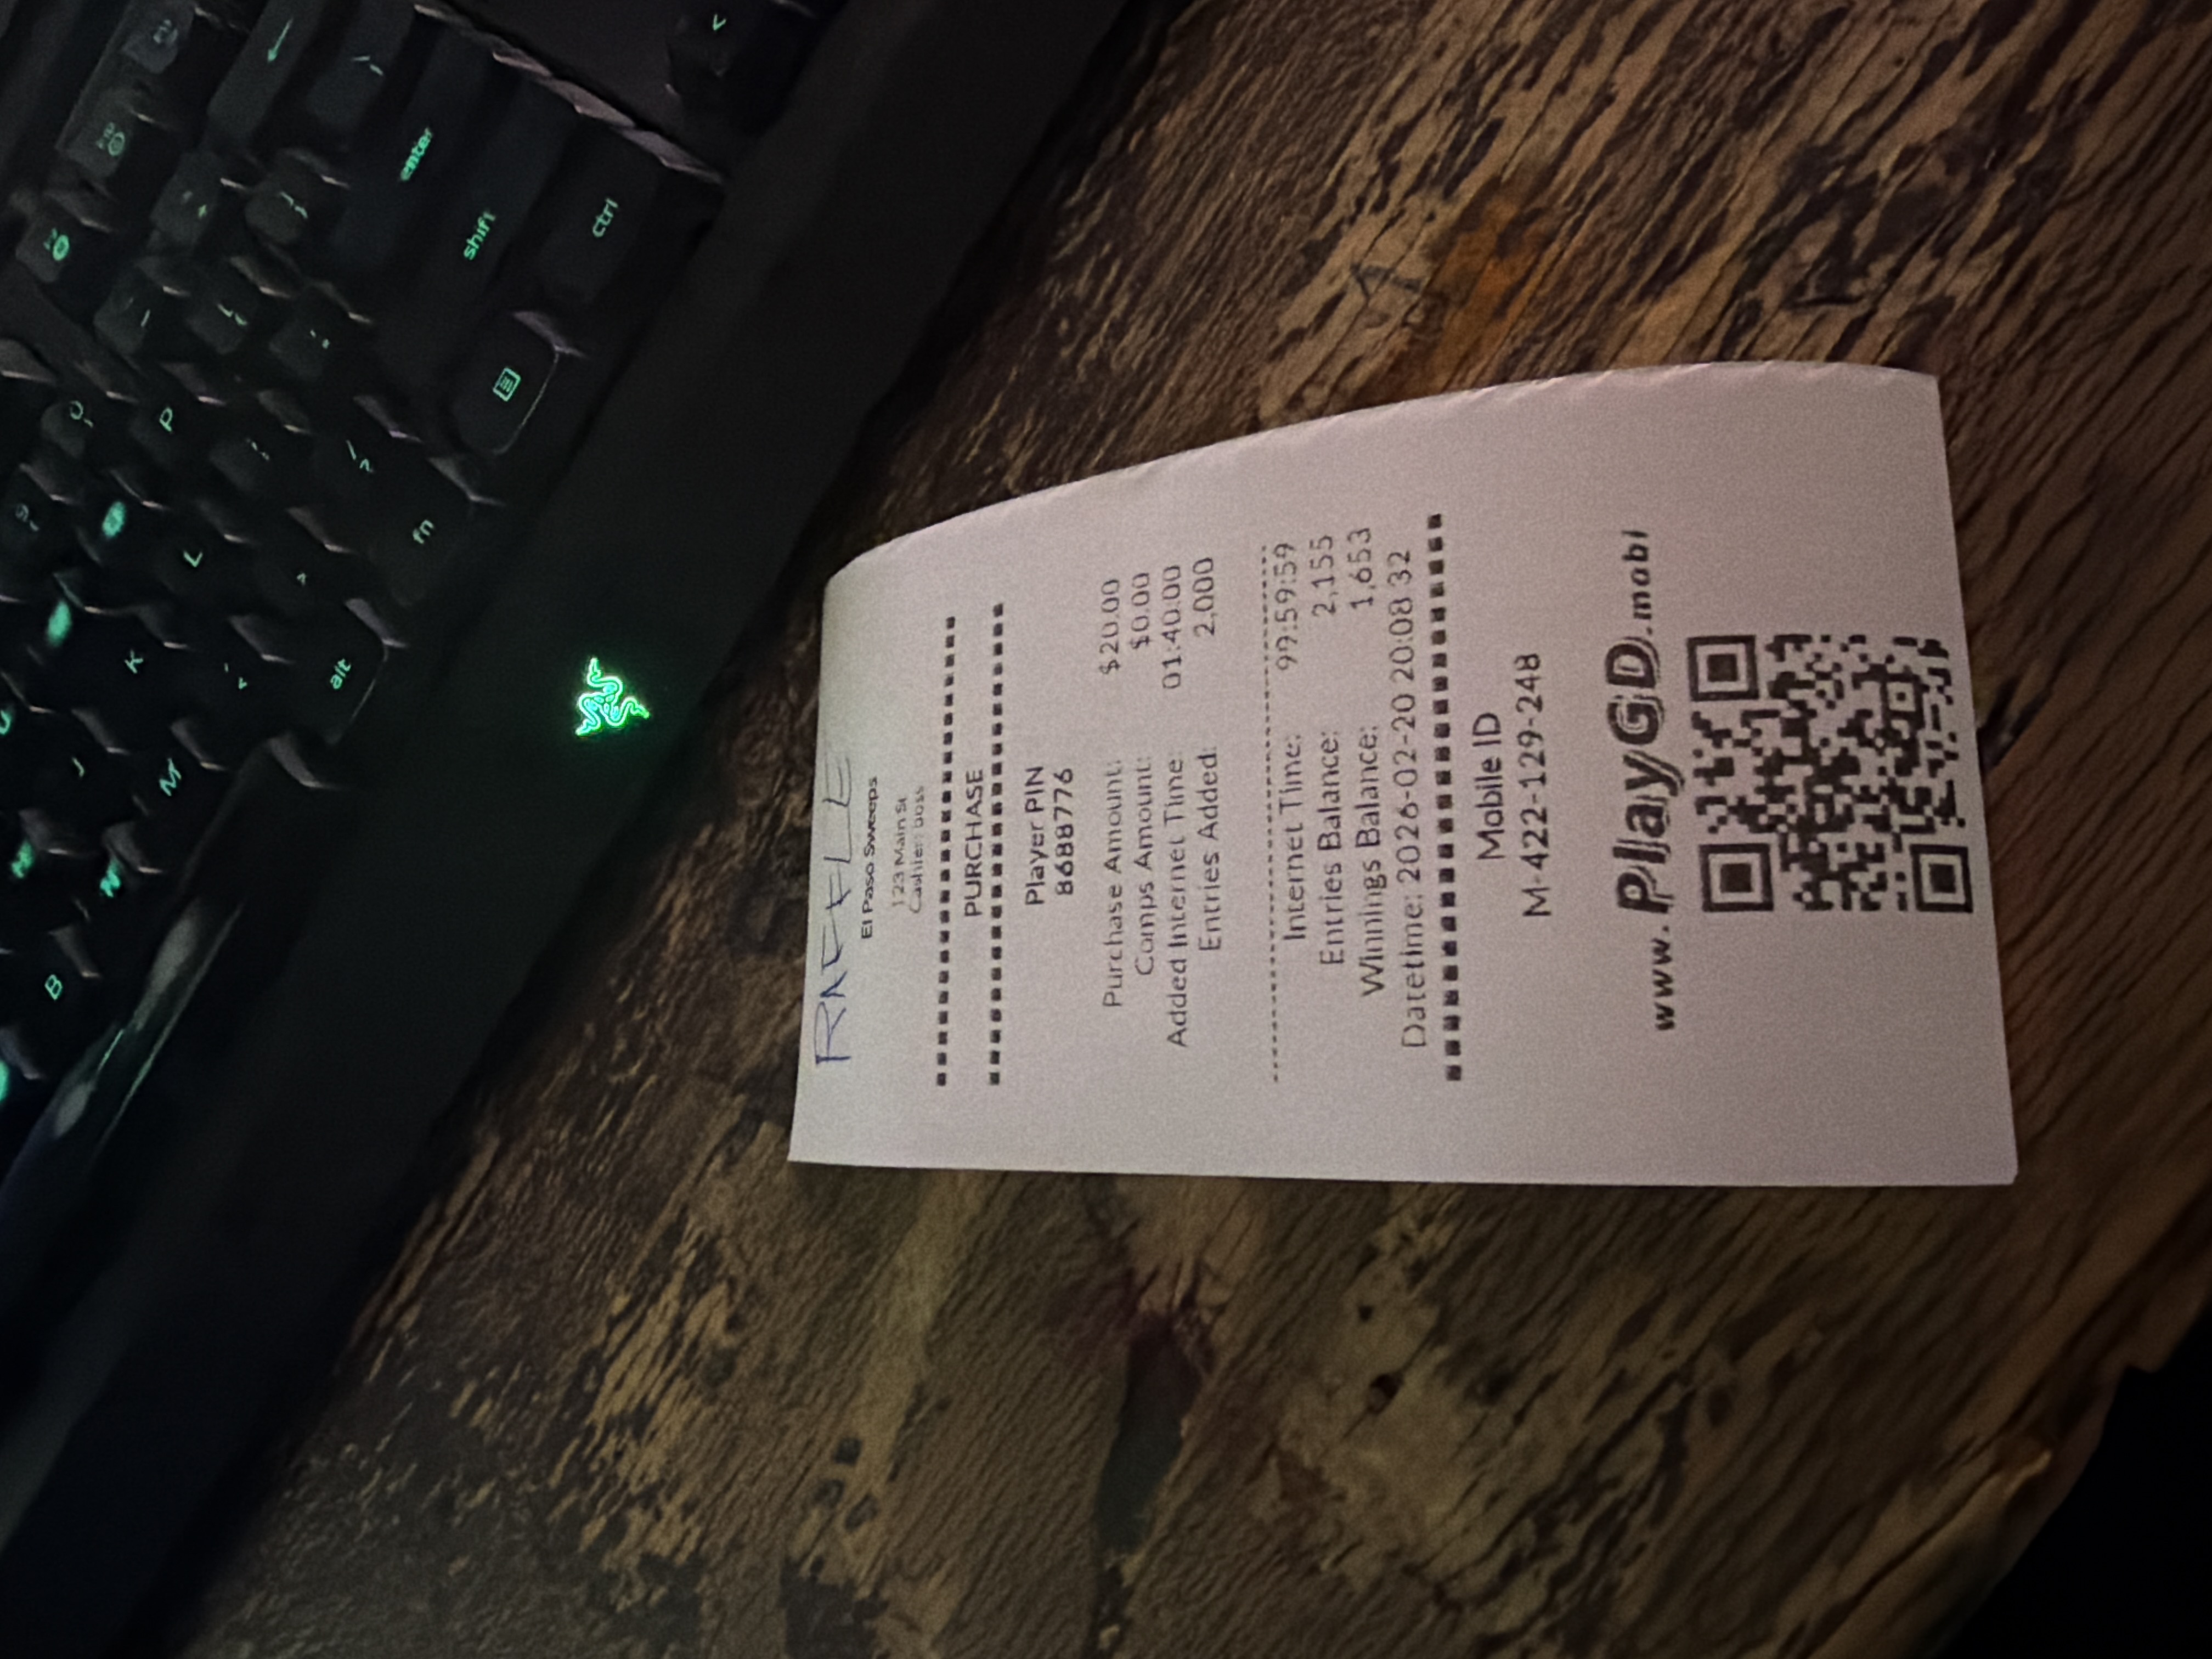 RAFFLE
El Paso Sweeps
123 Main St
Cashier: boss
PURCHASE
Player PIN
86887776
Purchase Amount: $20.00
Comps Amount: $0.00
Added Internet Time: 01:40:00
Entries Added: 2,000
Internet Time: 99:59:59
Entries Balance: 2,155
Winnings Balance: 1,653
Datetime: 2026-02-20 20:08:32
Mobile ID
M-422-129-248
www.PlayGD.mobi
enter
shift
ctrl
P
L
fn
K
alt
J
M
N
B